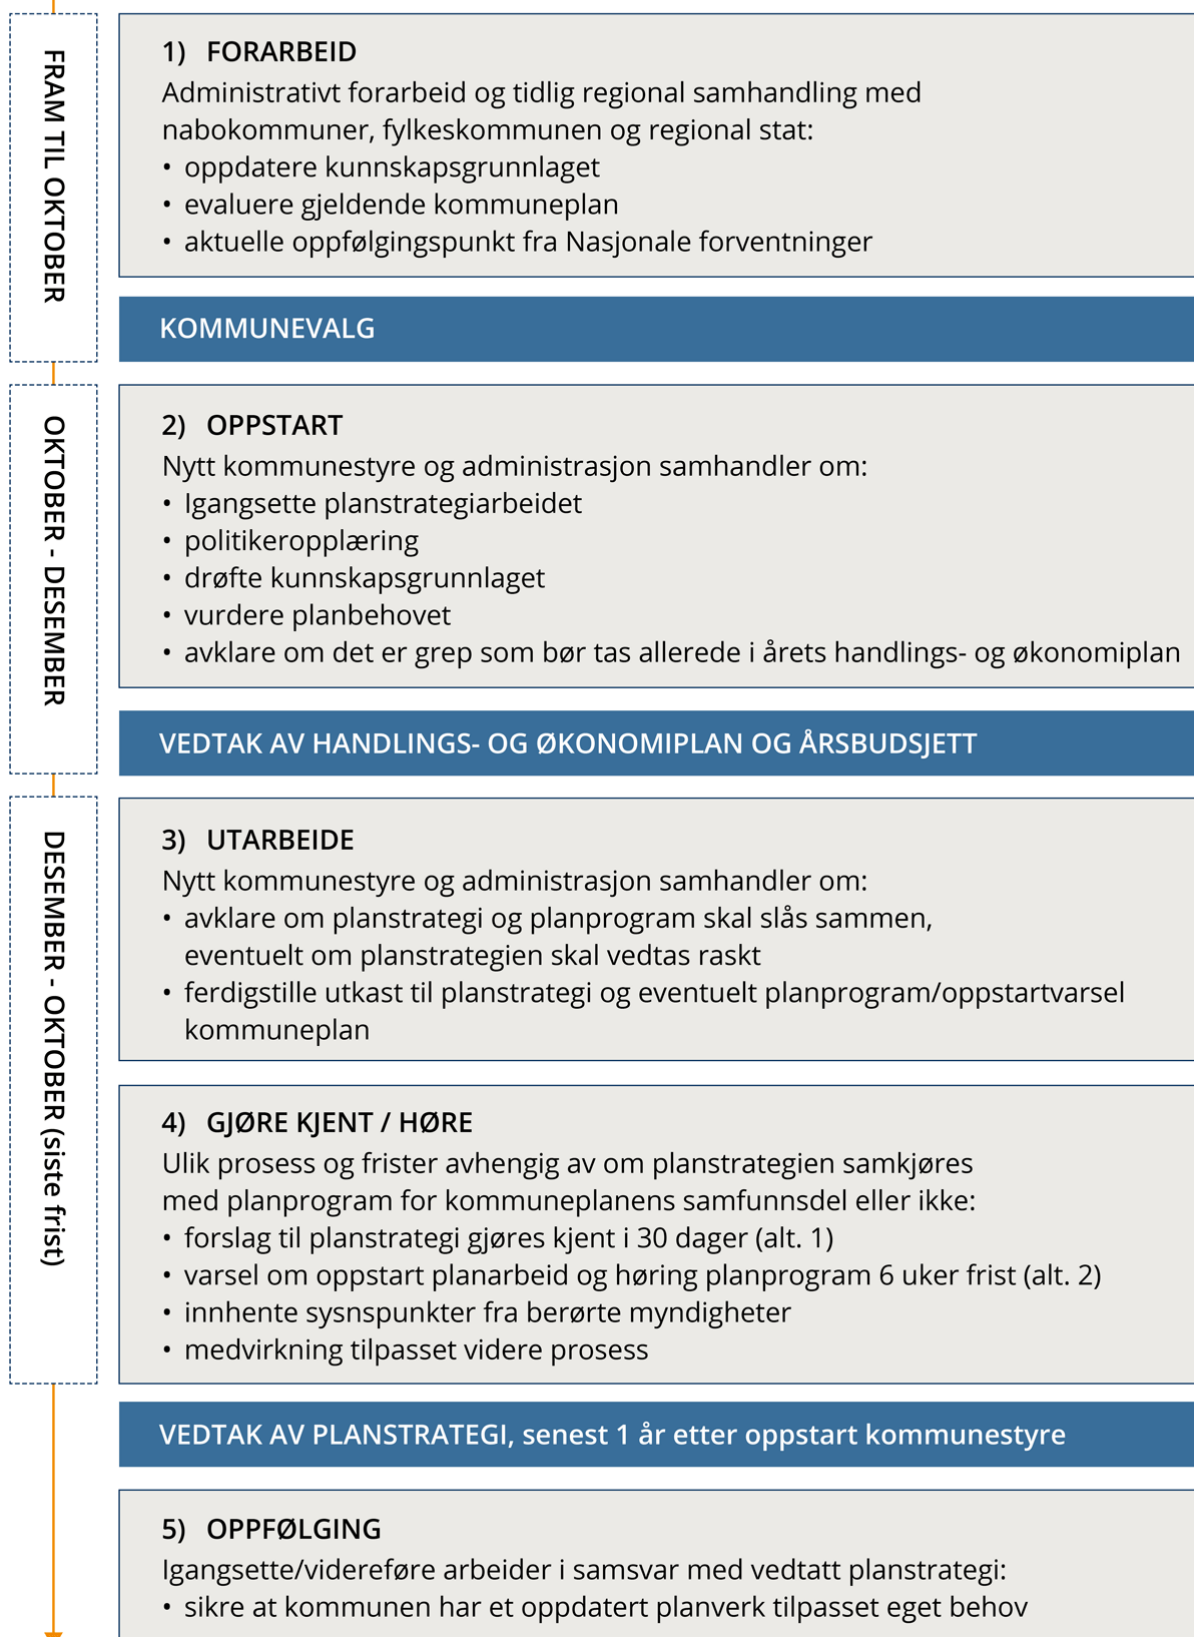 FRAM TIL OKTOBER
1) FORARBEID
Administrativt forarbeid og tidlig regional samhandling med
nabokommuner, fylkeskommunen og regional stat:
• oppdatere kunnskapsgrunnlaget
• evaluere gjeldende kommuneplan
• aktuelle oppfølgingspunkt fra Nasjonale forventninger
KOMMUNEVALG
OKTOBER - DESEMBER
2) OPPSTART
Nytt kommunestyre og administrasjon samhandler om:
• Igangsette planstrategiarbeidet
• politikeropplæring
• drøfte kunnskapsgrunnlaget
• vurdere planbehovet
• avklare om det er grep som bør tas allerede i årets handlings- og økonomiplan
VEDTAK AV HANDLINGS- OG ØKONOMIPLAN OG ÅRSBUDSJETT
DESEMBER - OKTOBER (siste frist)
3) UTARBEIDE
Nytt kommunestyre og administrasjon samhandler om:
• avklare om planstrategi og planprogram skal slås sammen,
eventuelt om planstrategien skal vedtas raskt
• ferdigstille utkast til planstrategi og eventuelt planprogram/oppstartvarsel
kommuneplan
4) GJØRE KJENT / HØRE
Ulik prosess og frister avhengig av om planstrategien samkjøres
med planprogram for kommuneplanens samfunnsdel eller ikke:
• forslag til planstrategi gjøres kjent i 30 dager (alt. 1)
• varsel om oppstart planarbeid og høring planprogram 6 uker frist (alt. 2)
• innhente sysnspunkter fra berørte myndigheter
• medvirkning tilpasset videre prosess
VEDTAK AV PLANSTRATEGI, senest 1 år etter oppstart kommunestyre
5) OPPFØLGING
Igangsette/videreføre arbeider i samsvar med vedtatt planstrategi:
• sikre at kommunen har et oppdatert planverk tilpasset eget behov